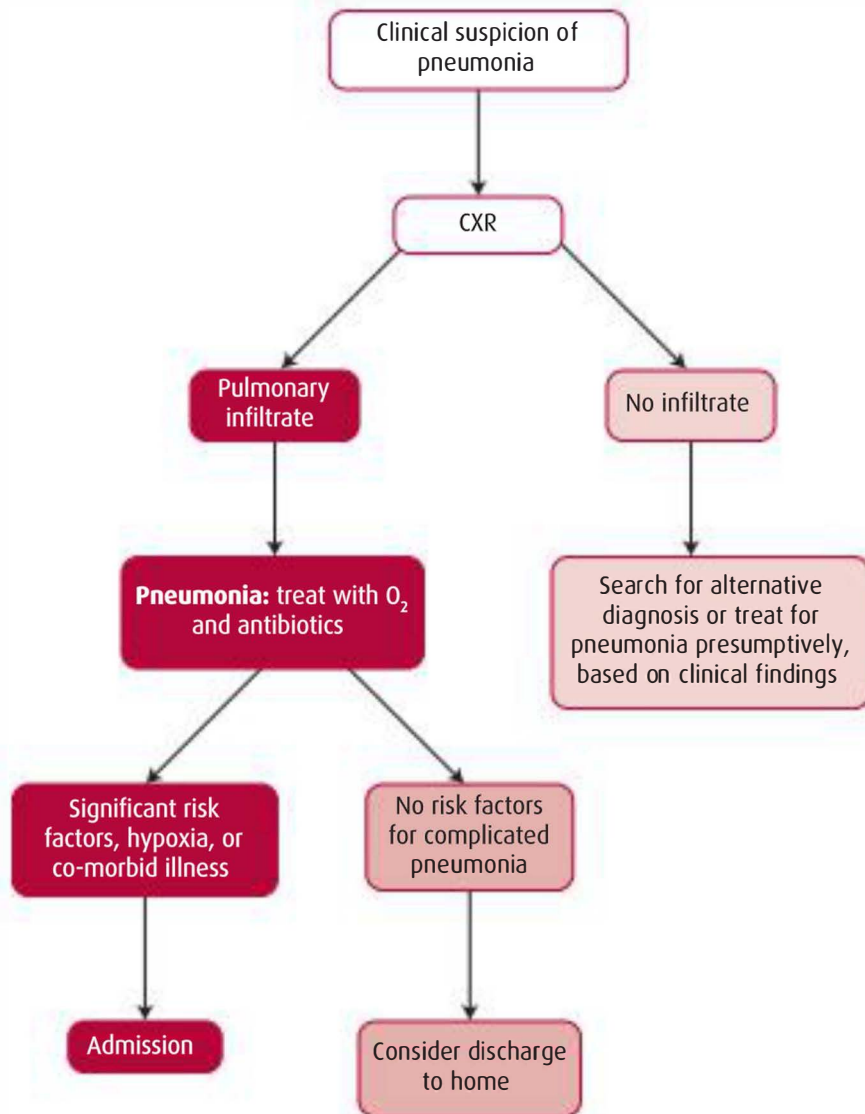 Clinical suspicion of
pneumonia
CXR
Pulmonary
infiltrate
No infiltrate
Pneumonia: treat with O₂
and antibiotics
Search for alternative
diagnosis or treat for
pneumonia presumptively,
based on clinical findings
Significant risk
factors, hypoxia, or
co-morbid illness
No risk factors
for complicated
pneumonia
Admission
Consider discharge
to home